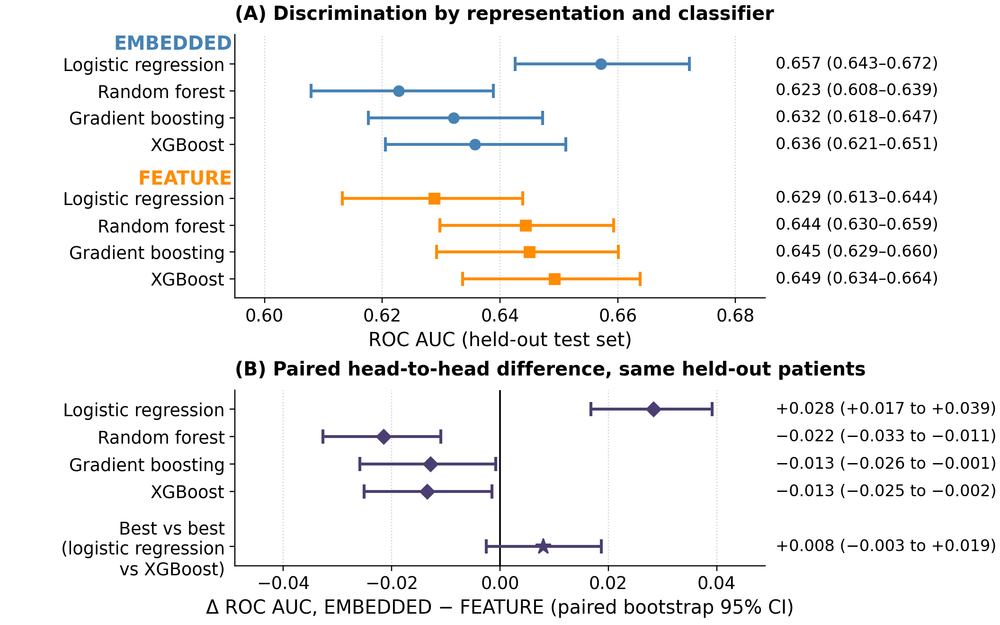 (A) Discrimination by representation and classifier
EMBEDDED
Logistic regression 0.657 (0.643–0.672)
Random forest 0.623 (0.608–0.639)
Gradient boosting 0.632 (0.618–0.647)
XGBoost 0.636 (0.621–0.651)
FEATURE
Logistic regression 0.629 (0.613–0.644)
Random forest 0.644 (0.630–0.659)
Gradient boosting 0.645 (0.629–0.660)
XGBoost 0.649 (0.634–0.664)
0.60 0.62 0.64 0.66 0.68
ROC AUC (held-out test set)
(B) Paired head-to-head difference, same held-out patients
Logistic regression +0.028 (+0.017 to +0.039)
Random forest −0.022 (−0.033 to −0.011)
Gradient boosting −0.013 (−0.026 to −0.001)
XGBoost −0.013 (−0.025 to −0.002)
Best vs best
(logistic regression +0.008 (−0.003 to +0.019)
vs XGBoost)
−0.04 −0.02 0.00 0.02 0.04
Δ ROC AUC, EMBEDDED − FEATURE (paired bootstrap 95% CI)